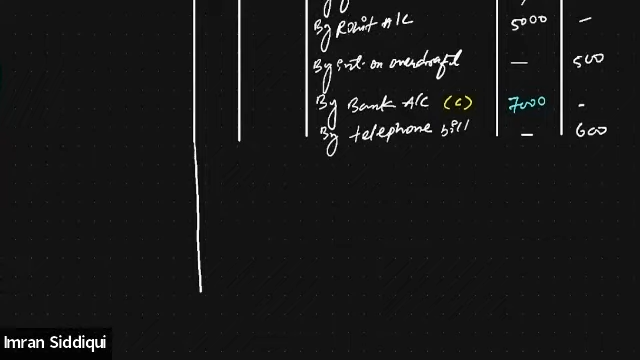 By Rohit A/C 5000 —
By int. on overdraft — 500
By Bank A/C (C) 7000 -
By telephone bill — 600
Imran Siddiqui